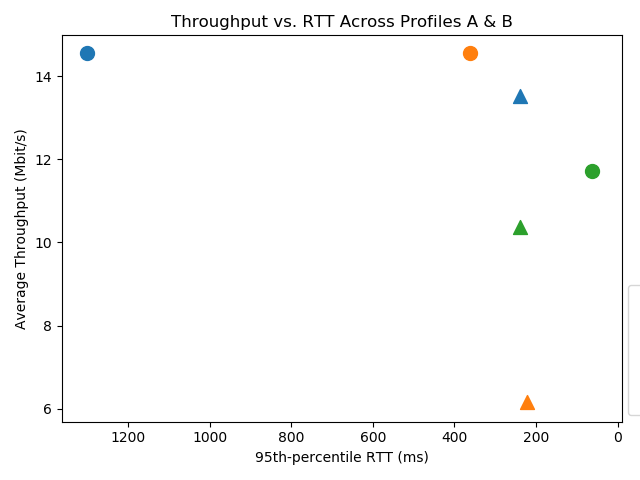 Throughput vs. RTT Across Profiles A & B
14
12
10
8
6
Average Throughput (Mbit/s)
1200 1000 800 600 400 200 0
95th-percentile RTT (ms)